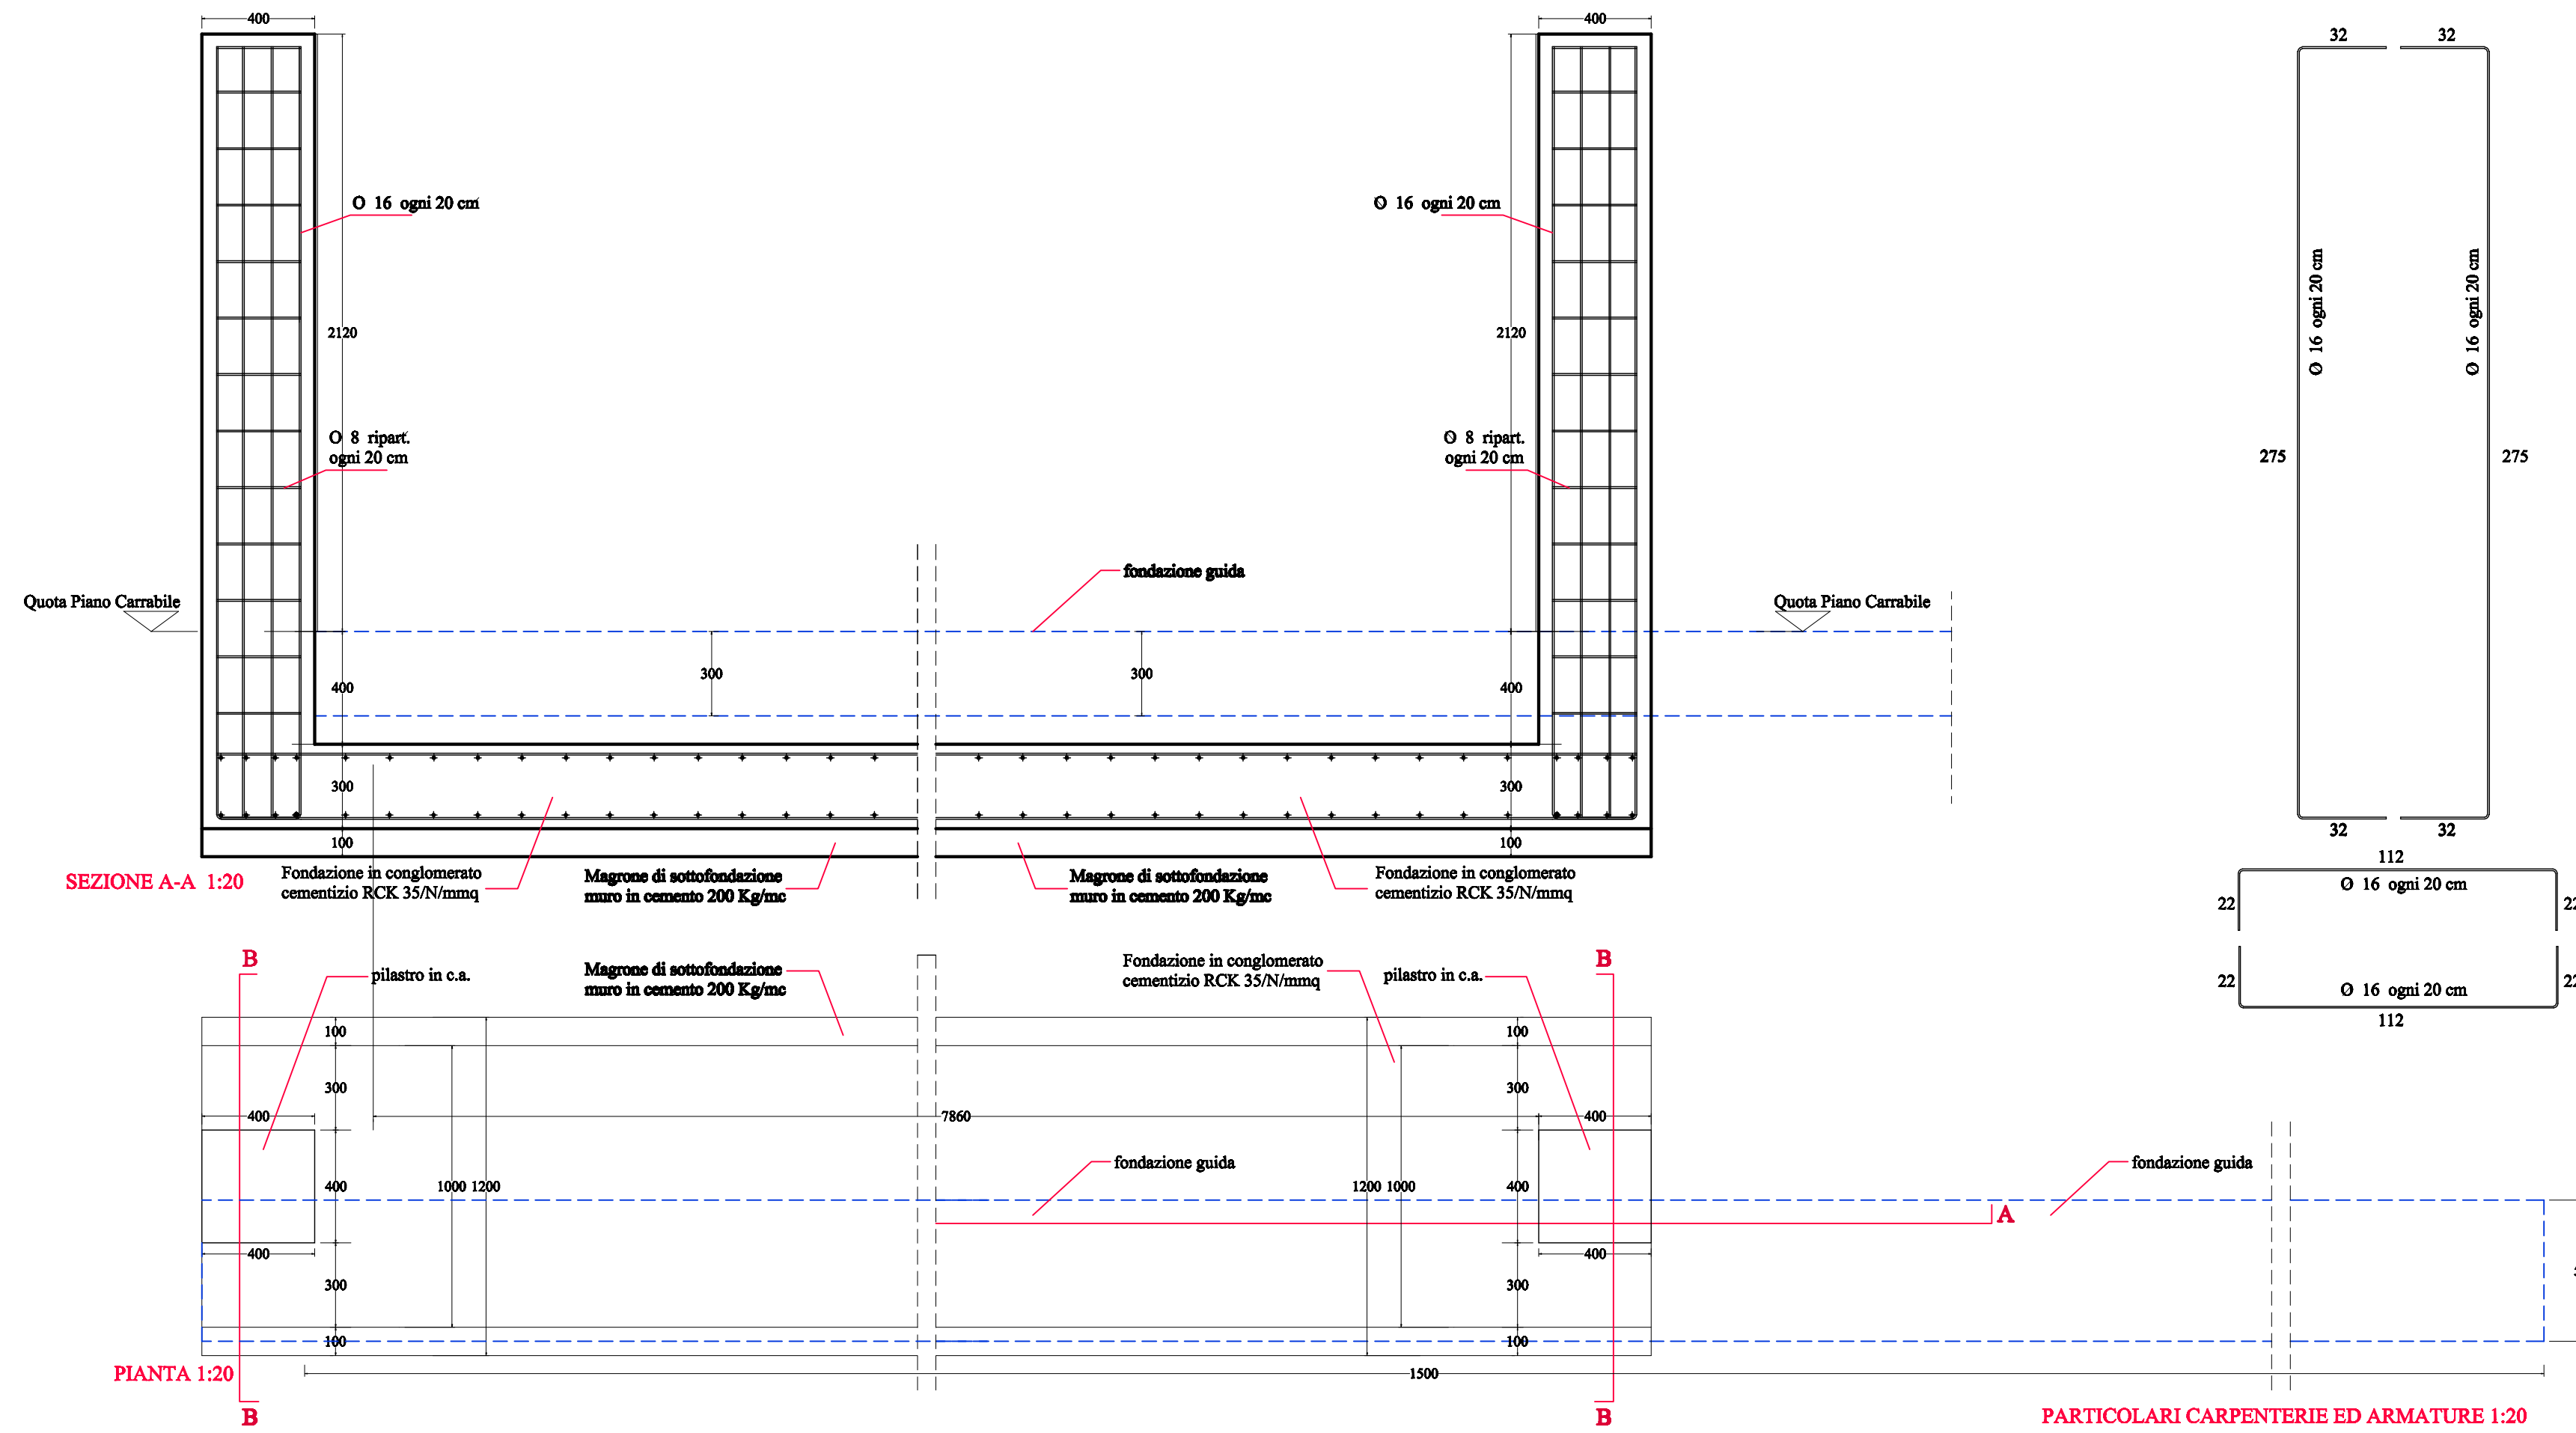 400
400
32
32
Ø 16 ogni 20 cm
Ø 16 ogni 20 cm
Ø 16 ogni 20 cm
Ø 16 ogni 20 cm
2120
2120
Ø 8 ripart.
ogni 20 cm
Ø 8 ripart.
ogni 20 cm
275
275
fondazione guida
Quota Piano Carrabile
Quota Piano Carrabile
300
300
400
400
300
300
100
100
32
32
SEZIONE A-A 1:20
Fondazione in conglomerato
cementizio RCK 35/N/mmq
Magrone di sottofondazione
muro in cemento 200 Kg/mc
Magrone di sottofondazione
muro in cemento 200 Kg/mc
Fondazione in conglomerato
cementizio RCK 35/N/mmq
112
Ø 16 ogni 20 cm
22
22
22
22
Ø 16 ogni 20 cm
112
B
pilastro in c.a.
Magrone di sottofondazione
muro in cemento 200 Kg/mc
Fondazione in conglomerato
cementizio RCK 35/N/mmq
pilastro in c.a.
B
100
100
300
300
400
7860
400
fondazione guida
fondazione guida
400
1000
1200
1200
1000
400
A
400
400
300
300
100
100
PIANTA 1:20
1500
B
B
PARTICOLARI CARPENTERIE ED ARMATURE 1:20